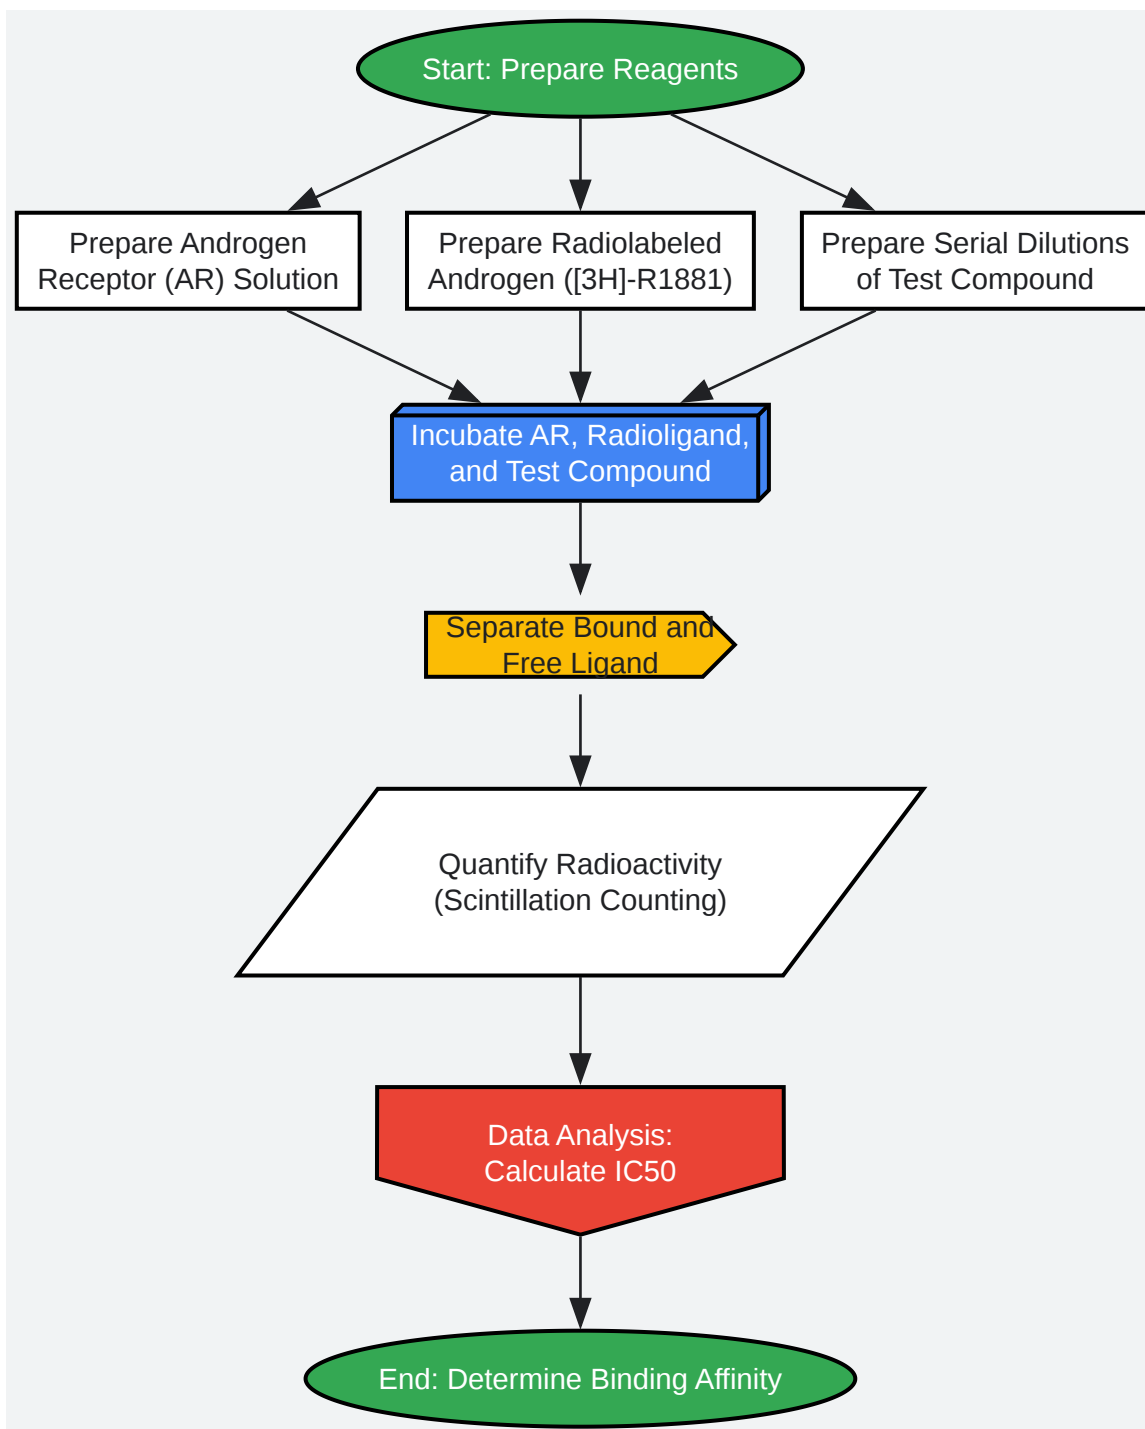 Start: Prepare Reagents
Prepare Androgen
Receptor (AR) Solution
Prepare Radiolabeled
Androgen ([3H]-R1881)
Prepare Serial Dilutions
of Test Compound
Incubate AR, Radioligand,
and Test Compound
Separate Bound and
Free Ligand
Quantify Radioactivity
(Scintillation Counting)
Data Analysis:
Calculate IC50
End: Determine Binding Affinity